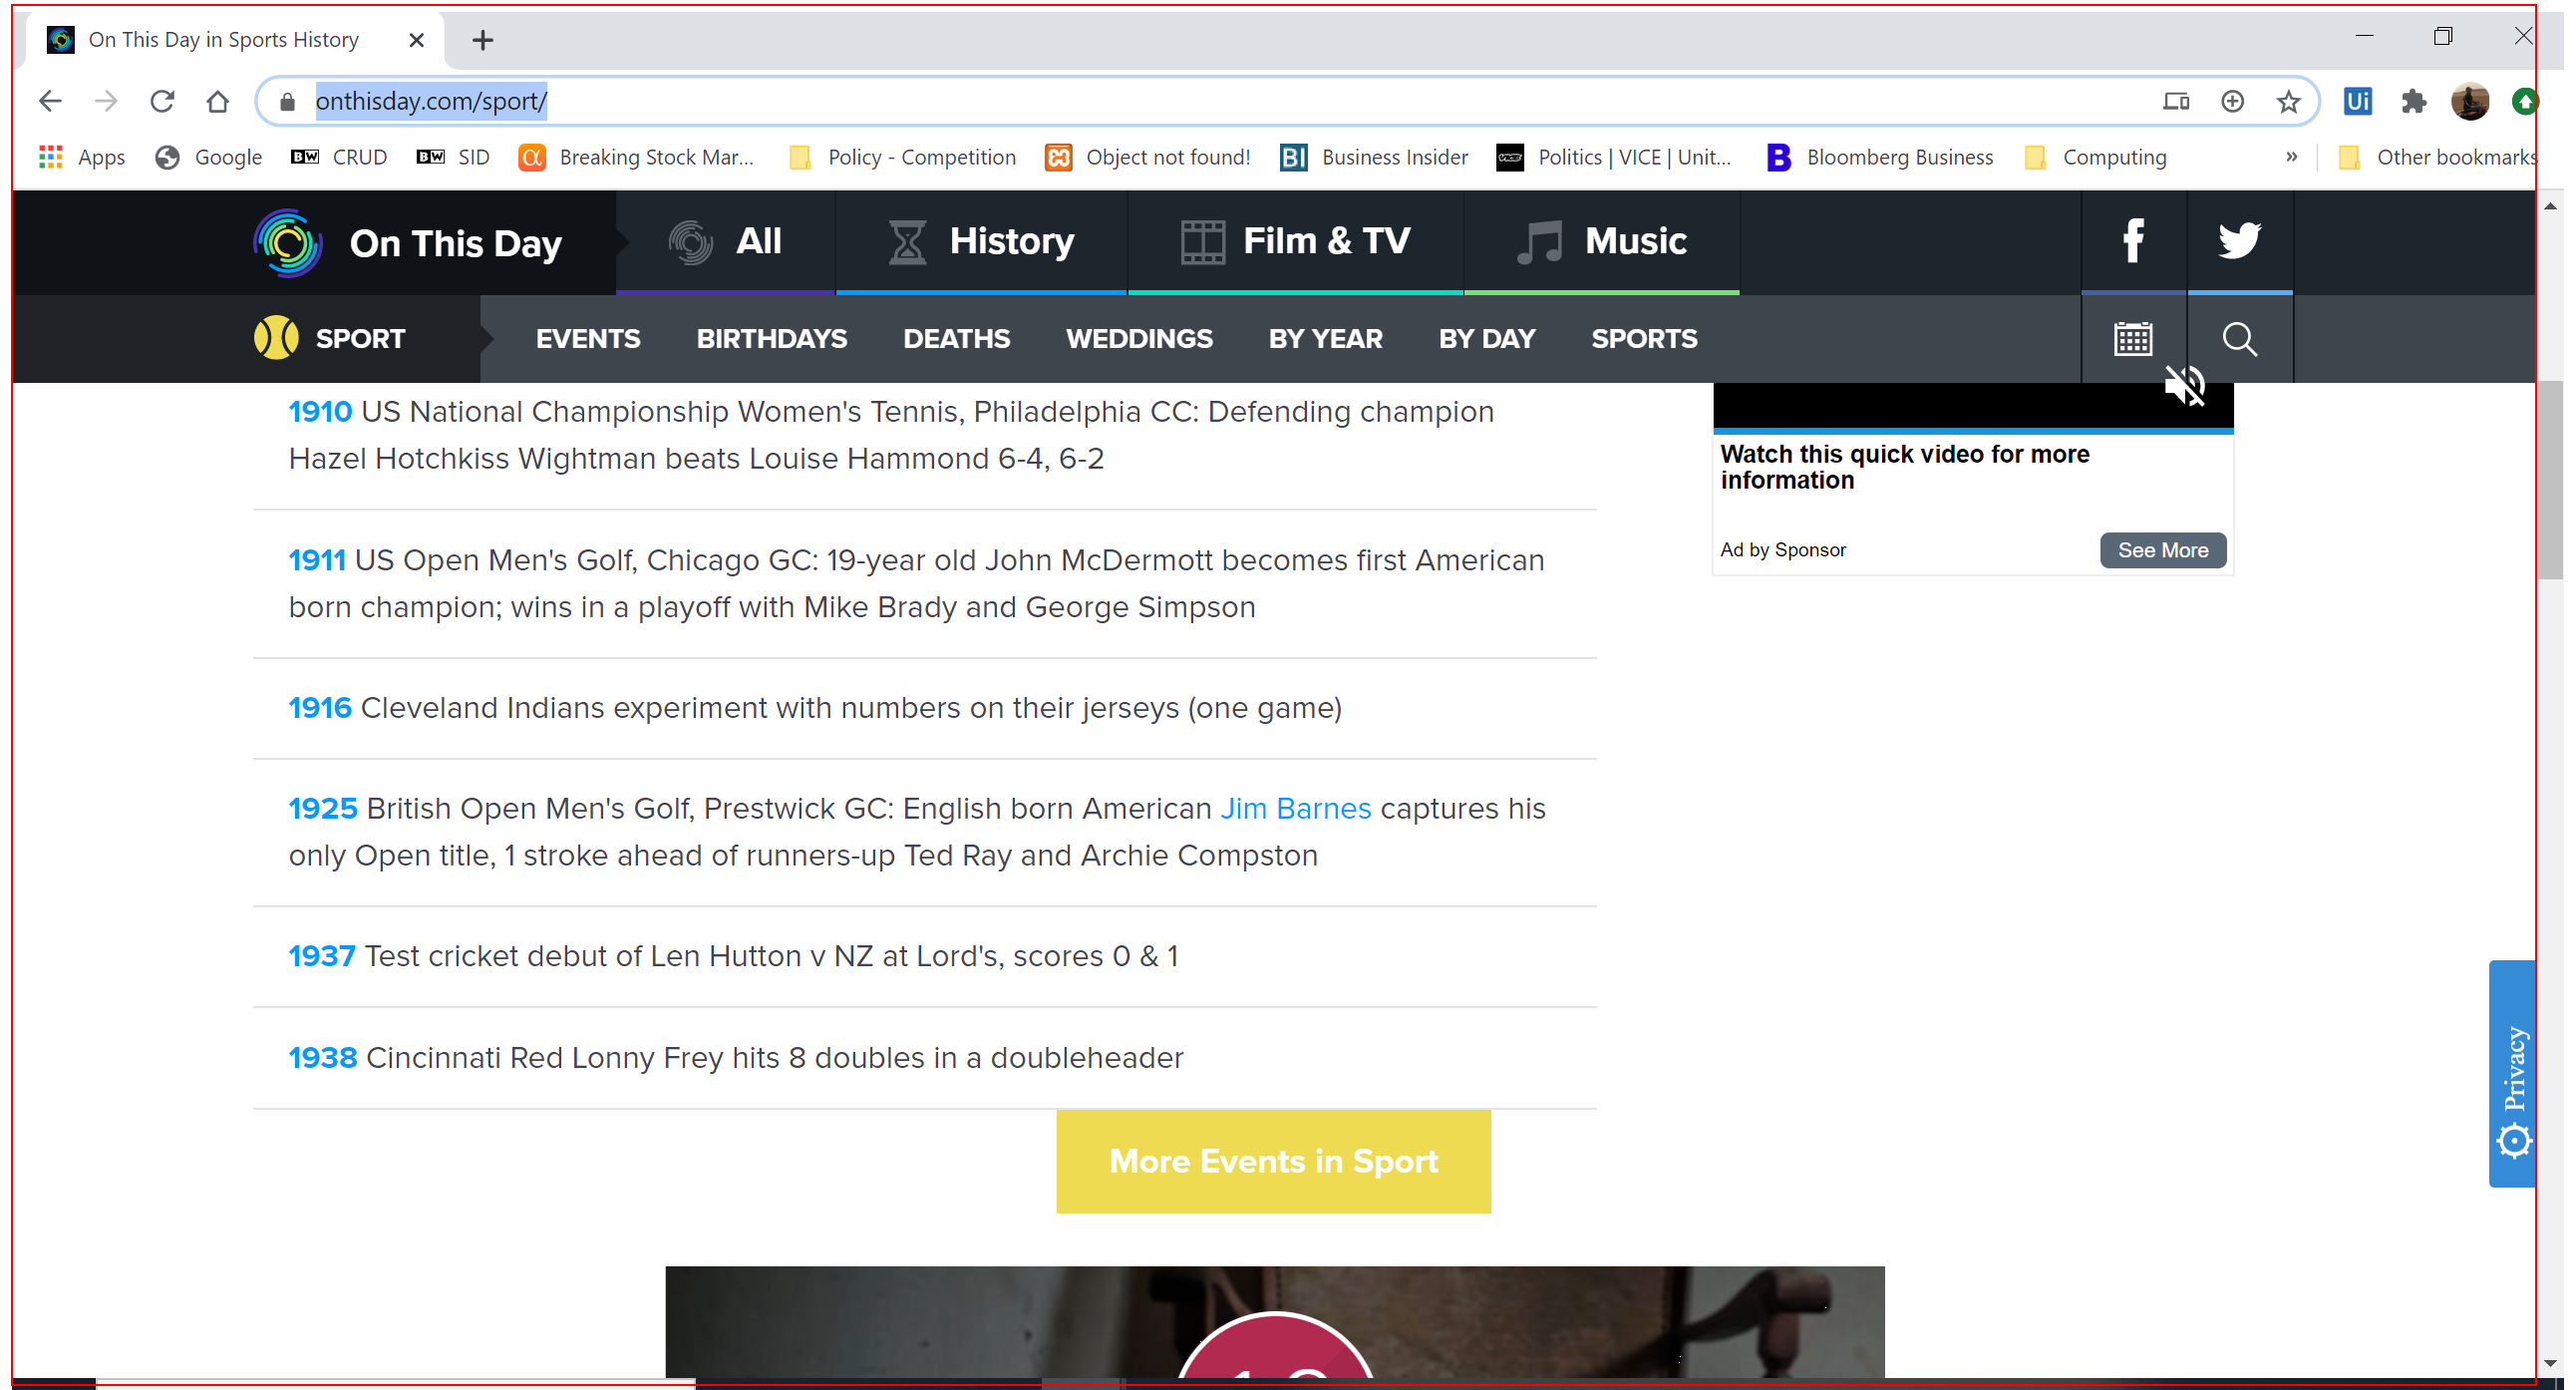 On This Day in Sports History
onthisday.com/sport/
Ui
Apps Google BW CRUD BW SID Breaking Stock Mar... Policy - Competition Object not found! BI Business Insider Politics | VICE | Unit... B Bloomberg Business Computing » Other bookmarks
On This Day All History Film & TV Music
SPORT EVENTS BIRTHDAYS DEATHS WEDDINGS BY YEAR BY DAY SPORTS
1910 US National Championship Women's Tennis, Philadelphia CC: Defending champion
Hazel Hotchkiss Wightman beats Louise Hammond 6-4, 6-2
1911 US Open Men's Golf, Chicago GC: 19-year old John McDermott becomes first American
born champion; wins in a playoff with Mike Brady and George Simpson
1916 Cleveland Indians experiment with numbers on their jerseys (one game)
1925 British Open Men's Golf, Prestwick GC: English born American Jim Barnes captures his
only Open title, 1 stroke ahead of runners-up Ted Ray and Archie Compston
1937 Test cricket debut of Len Hutton v NZ at Lord's, scores 0 & 1
1938 Cincinnati Red Lonny Frey hits 8 doubles in a doubleheader
More Events in Sport
Watch this quick video for more
information
Ad by Sponsor See More
Privacy